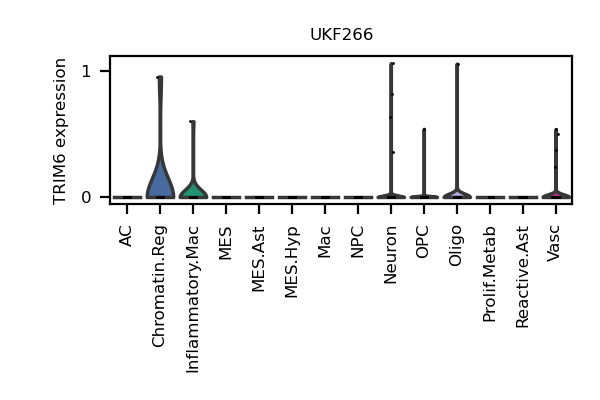 UKF266
TRIM6 expression
1
0
AC
Chromatin.Reg
Inflammatory.Mac
MES
MES.Ast
MES.Hyp
Mac
NPC
Neuron
OPC
Oligo
Prolif.Metab
Reactive.Ast
Vasc